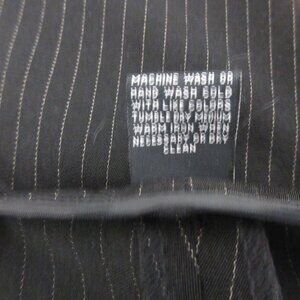 MACHINE WASH OR
HAND WASH COLD
WITH LIKE COLORS
TUMBLE DRY MEDIUM
WARM IRON WHEN
NECESSARY OR DRY
CLEAN